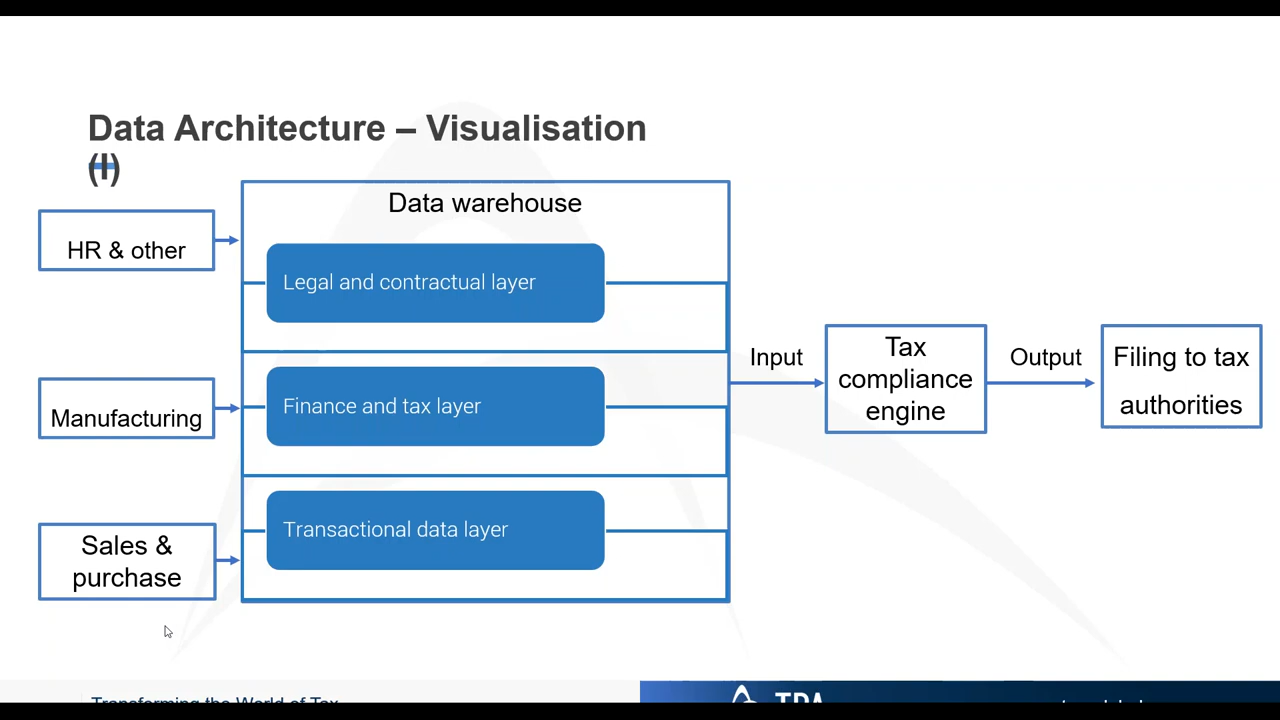 Data Architecture – Visualisation
(I)
Data warehouse
HR & other
Legal and contractual layer
Manufacturing
Finance and tax layer
Sales &
purchase
Transactional data layer
Input
Tax
compliance
engine
Output
Filing to tax
authorities
Transforming the World of Tax
TPA